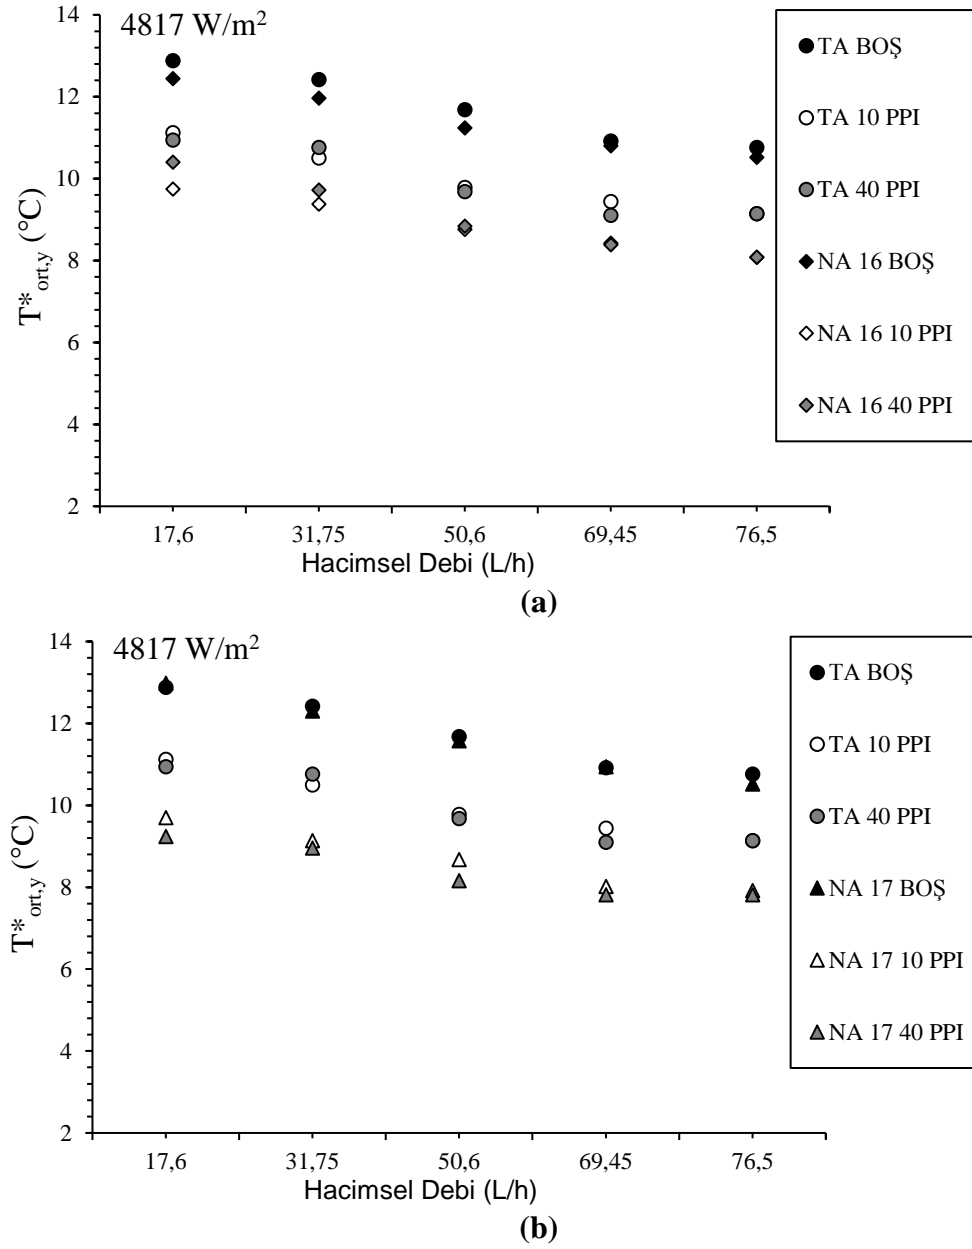 4817 W/m²
14
12
10
8
6
4
2
T*ort,y (°C)
17,6 31,75 50,6 69,45 76,5
Hacimsel Debi (L/h)
TA BOŞ
TA 10 PPI
TA 40 PPI
NA 16 BOŞ
NA 16 10 PPI
NA 16 40 PPI
(a)
4817 W/m²
14
12
10
8
6
4
2
T*ort,y (°C)
17,6 31,75 50,6 69,45 76,5
Hacimsel Debi (L/h)
TA BOŞ
TA 10 PPI
TA 40 PPI
NA 17 BOŞ
NA 17 10 PPI
NA 17 40 PPI
(b)